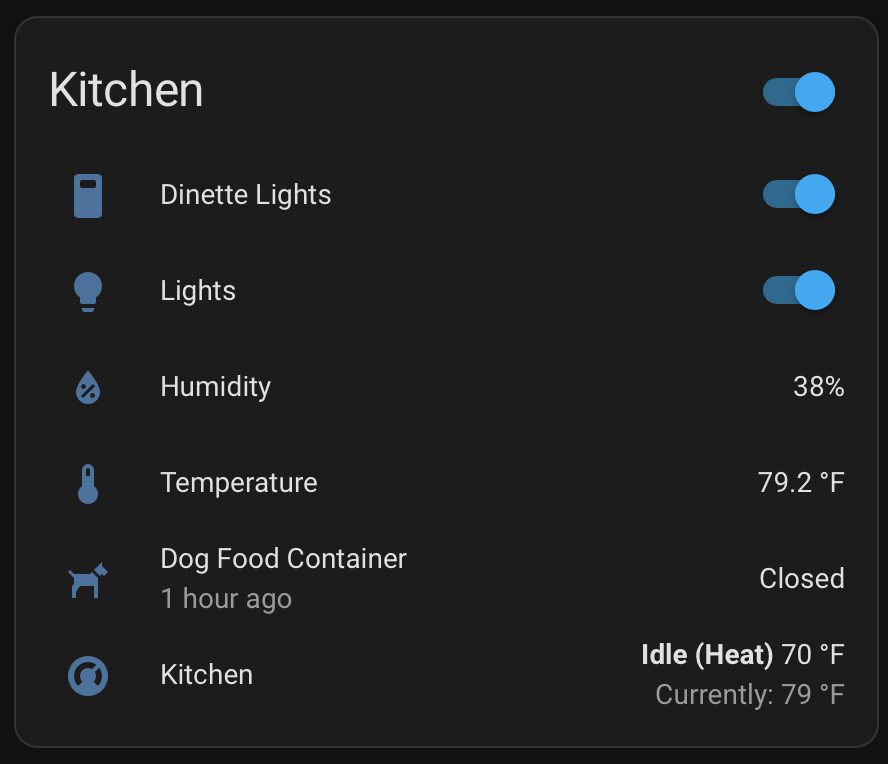 Kitchen
Dinette Lights
Lights
Humidity 38%
Temperature 79.2 °F
Dog Food Container
1 hour ago
Closed
Kitchen
Idle (Heat) 70 °F
Currently: 79 °F